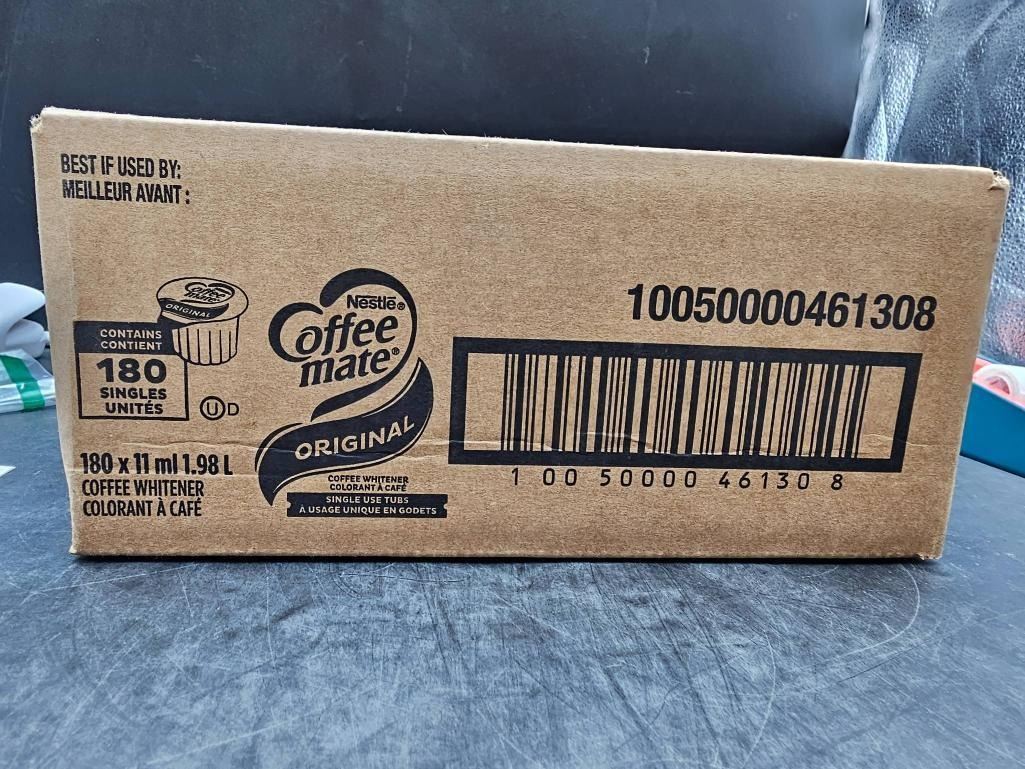 BEST IF USED BY:
MEILLEUR AVANT :
Coffee
mate
ORIGINAL
CONTAINS
CONTIENT
180
SINGLES
UNITÉS
U D
180 x 11 ml 1.98 L
COFFEE WHITENER
COLORANT À CAFÉ
Nestlé®
Coffee
mate®
ORIGINAL
COFFEE WHITENER
COLORANT À CAFÉ
SINGLE USE TUBS
À USAGE UNIQUE EN GODETS
10050000461308
1 00 50000 46130 8